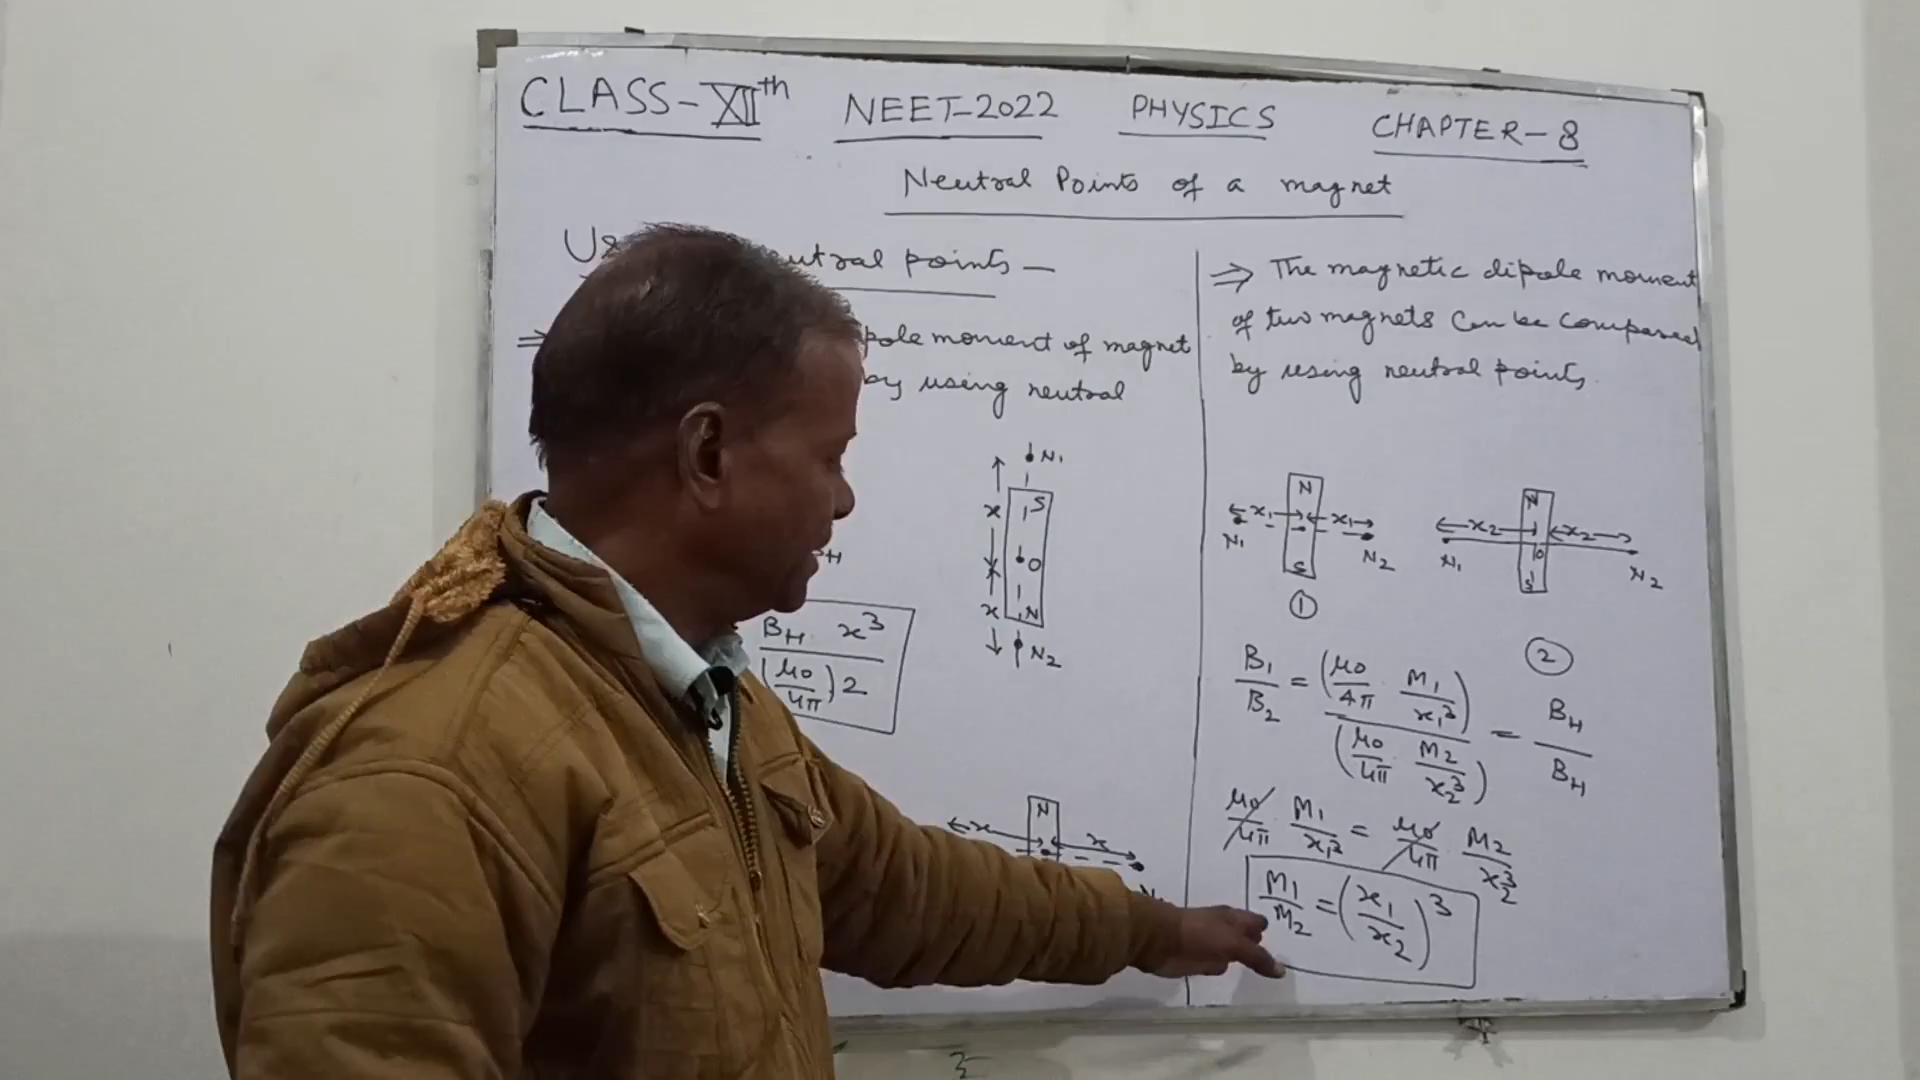 CLASS-XIIth NEET-2022 PHYSICS CHAPTER-8
Neutral Points of a magnet
utral points —
⇒ pole moment of magnet
by using neutral
N1
x S
O
x N
N2
H
BH x³
(μ0/4π) 2
N
x x
⇒ The magnetic dipole moment
of two magnets can be compared
by using neutral points.
N
x1 x1
N1 N2
S
1
N
x2 x2
N1 O N2
S
2
B1/B2 = (μ0/4π · M1/x1³) / (μ0/4π · M2/x2³) = BH/BH
μ0/4π · M1/x1³ = μ0/4π · M2/x2³
M1/M2 = (x1/x2)³